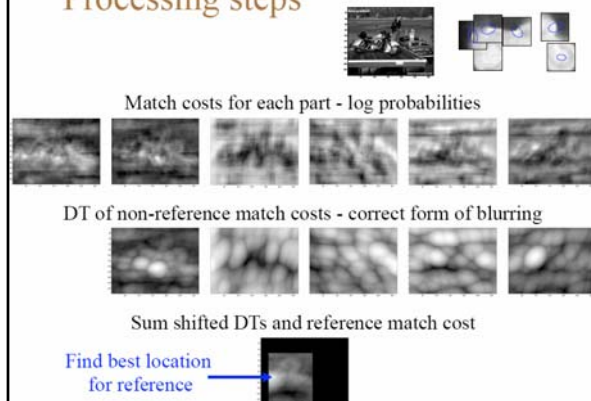 Processing steps
Match costs for each part - log probabilities
DT of non-reference match costs - correct form of blurring
Sum shifted DTs and reference match cost
Find best location
for reference